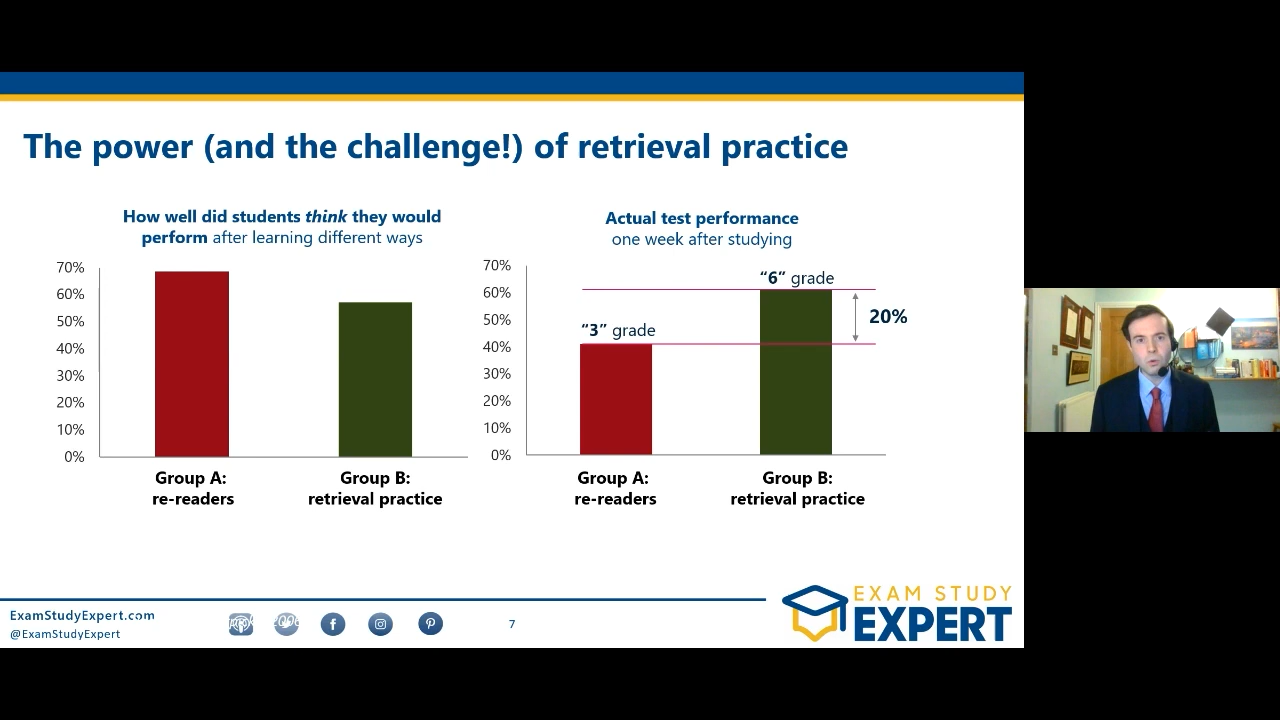 The power (and the challenge!) of retrieval practice
How well did students think they would
perform after learning different ways
70%
60%
50%
40%
30%
20%
10%
0%
Group A:
re-readers
Group B:
retrieval practice
Actual test performance
one week after studying
70%
60%
50%
40%
30%
20%
10%
0%
“3” grade
“6” grade
20%
Group A:
re-readers
Group B:
retrieval practice
ExamStudyExpert.com
@ExamStudyExpert
7
EXAM STUDY
EXPERT